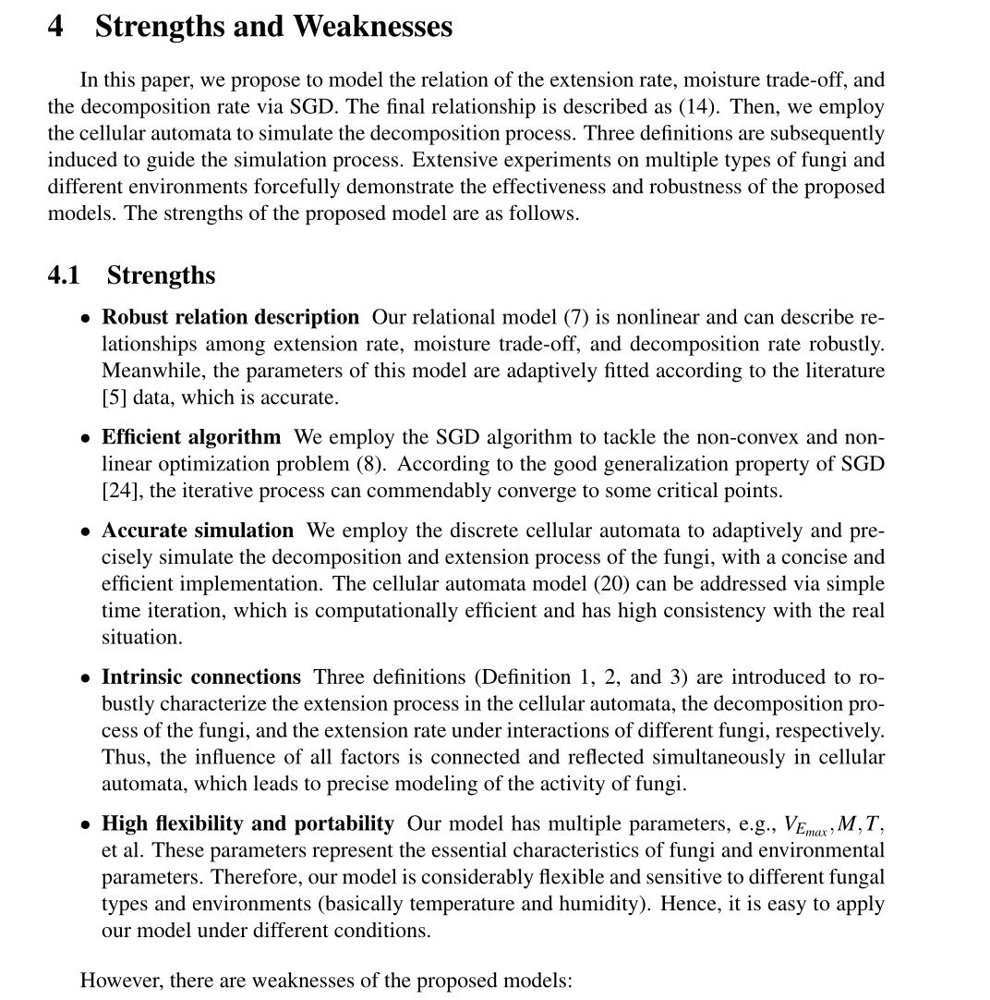 4 Strengths and Weaknesses
In this paper, we propose to model the relation of the extension rate, moisture trade-off, and
the decomposition rate via SGD. The final relationship is described as (14). Then, we employ
the cellular automata to simulate the decomposition process. Three definitions are subsequently
induced to guide the simulation process. Extensive experiments on multiple types of fungi and
different environments forcefully demonstrate the effectiveness and robustness of the proposed
models. The strengths of the proposed model are as follows.
4.1 Strengths
• Robust relation description Our relational model (7) is nonlinear and can describe re-
lationships among extension rate, moisture trade-off, and decomposition rate robustly.
Meanwhile, the parameters of this model are adaptively fitted according to the literature
[5] data, which is accurate.
• Efficient algorithm We employ the SGD algorithm to tackle the non-convex and non-
linear optimization problem (8). According to the good generalization property of SGD
[24], the iterative process can commendably converge to some critical points.
• Accurate simulation We employ the discrete cellular automata to adaptively and pre-
cisely simulate the decomposition and extension process of the fungi, with a concise and
efficient implementation. The cellular automata model (20) can be addressed via simple
time iteration, which is computationally efficient and has high consistency with the real
situation.
• Intrinsic connections Three definitions (Definition 1, 2, and 3) are introduced to ro-
bustly characterize the extension process in the cellular automata, the decomposition pro-
cess of the fungi, and the extension rate under interactions of different fungi, respectively.
Thus, the influence of all factors is connected and reflected simultaneously in cellular
automata, which leads to precise modeling of the activity of fungi.
• High flexibility and portability Our model has multiple parameters, e.g., V_{E_{max}}, M, T,
et al. These parameters represent the essential characteristics of fungi and environmental
parameters. Therefore, our model is considerably flexible and sensitive to different fungal
types and environments (basically temperature and humidity). Hence, it is easy to apply
our model under different conditions.
However, there are weaknesses of the proposed models: